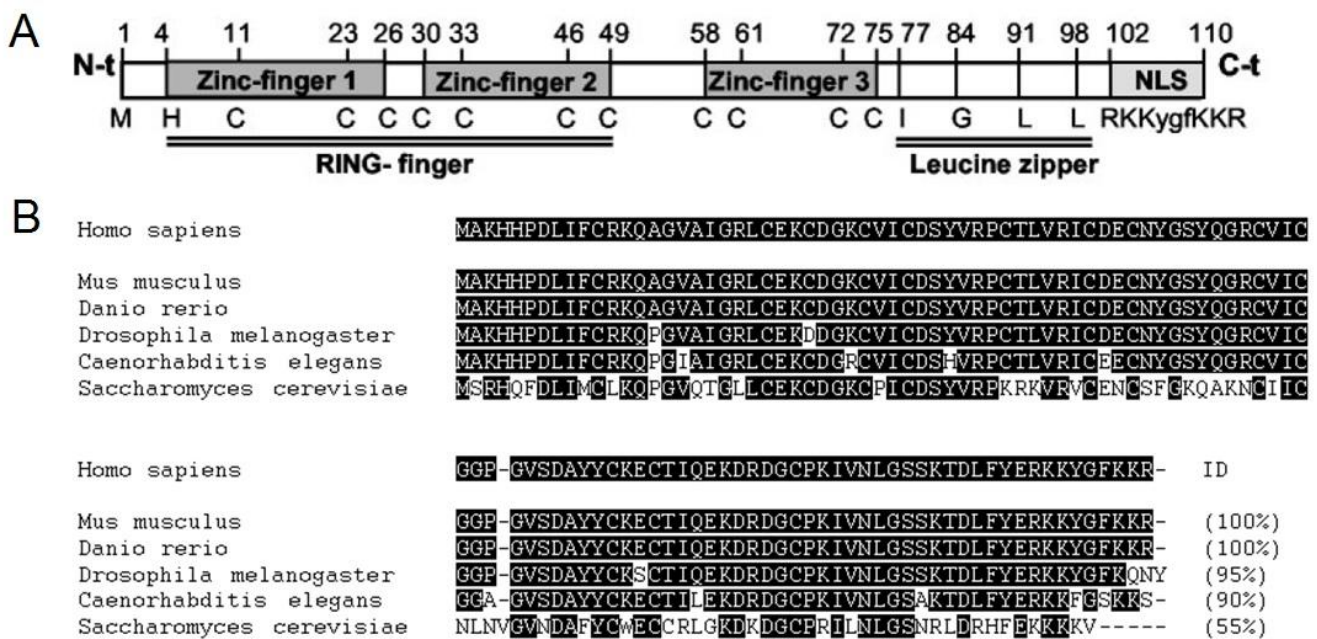 A
1 4 11 23 26 30 33 46 49 58 61 72 75 77 84 91 98 102 110
N-t Zinc-finger 1 Zinc-finger 2 Zinc-finger 3 NLS C-t
M H C C C C C C C C C C C I G L L RKKygfKKR
RING- finger Leucine zipper
B
Homo sapiens MAKHHPDLIFCRKQAGVAIGRLCEKCDGKCVICDSYVRPCTLVRICDECNYGSYQGRCVIC
Mus musculus MAKHHPDLIFCRKQAGVAIGRLCEKCDGKCVICDSYVRPCTLVRICDECNYGSYQGRCVIC
Danio rerio MAKHHPDLIFCRKQAGVAIGRLCEKCDGKCVICDSYVRPCTLVRICDECNYGSYQGRCVIC
Drosophila melanogaster MAKHHPDLIFCRKQPGVAIGRLCEKDDGKCVICDSYVRPCTLVRICDECNYGSYQGRCVIC
Caenorhabditis elegans MAKHHPDLIFCRKQPGIAIGRLCEKCDGRCVICDSHVRPCTLVRICEECNYGSYQGRCVIC
Saccharomyces cerevisiae MSRHQFDLIMCLKQPGVQTGLLCEKCDGKCPICDSYVRPKRKVRVCENCSFGKQAKNCIIC
Homo sapiens GGP-GVSDAYYCKECTIQEKDRDGCPKIVNLGSSKTDLFYERKKYGFKKR- ID
Mus musculus GGP-GVSDAYYCKECTIQEKDRDGCPKIVNLGSSKTDLFYERKKYGFKKR- (100%)
Danio rerio GGP-GVSDAYYCKECTIQEKDRDGCPKIVNLGSSKTDLFYERKKYGFKKR- (100%)
Drosophila melanogaster GGP-GVSDAYYCKSCTIQEKDRDGCPKIVNLGSSKTDLFYERKKYGFKQNY (95%)
Caenorhabditis elegans GGA-GVSDAYYCKECTILEKDRDGCPKIVNLGSAKTDLFYERKKFGSKKS- (90%)
Saccharomyces cerevisiae NLNVGVNDAFYCWECCRLGKDKDGCPRILNLGSNRLDRHFEKKKKV----- (55%)